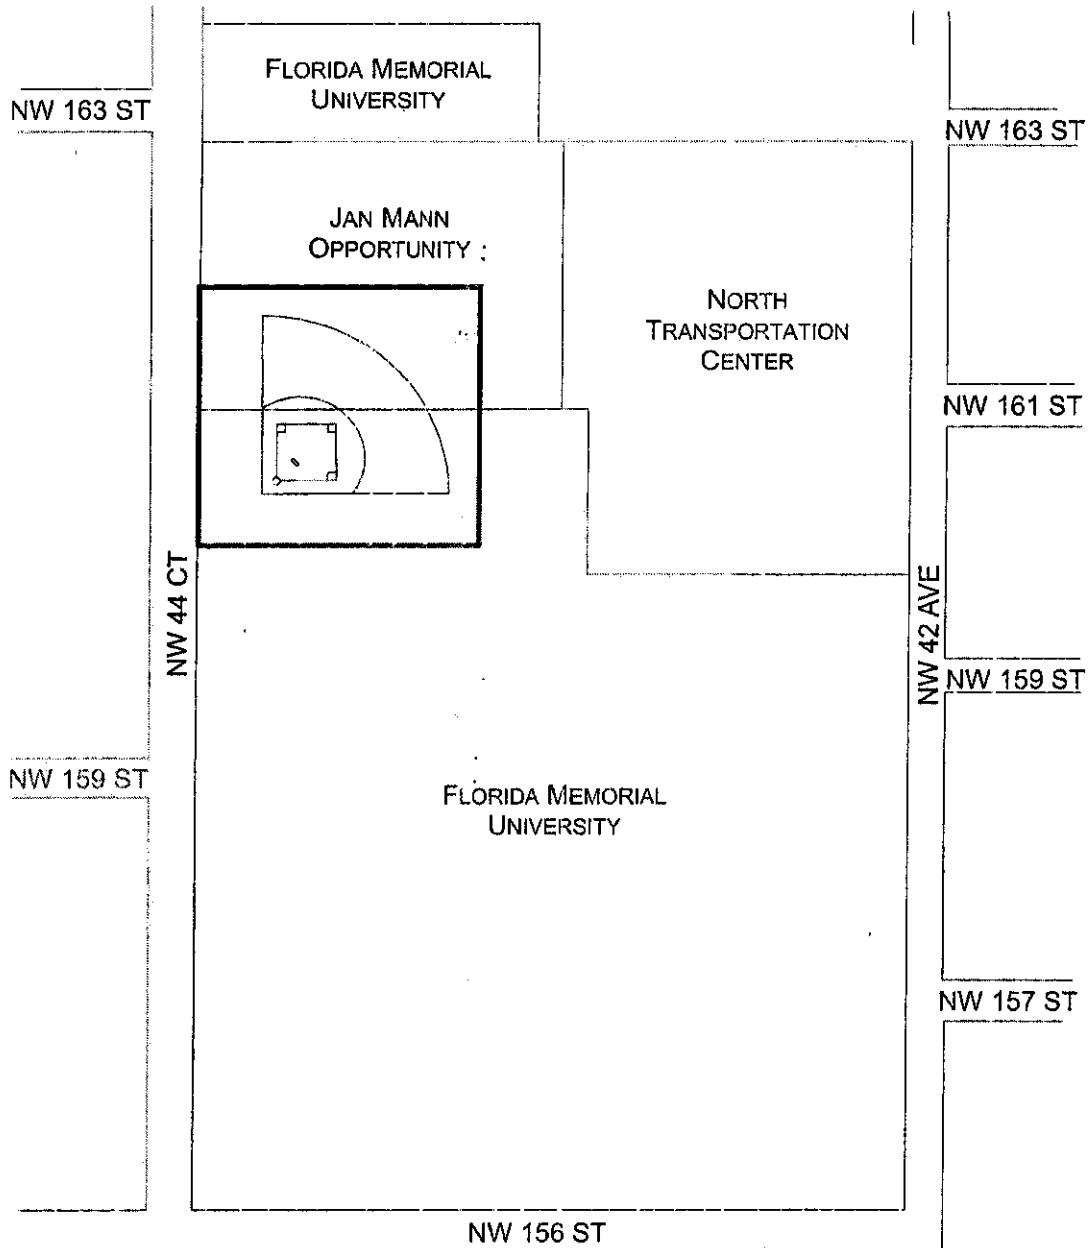 FLORIDA MEMORIAL
UNIVERSITY
NW 163 ST
NW 163 ST
JAN MANN
OPPORTUNITY
NORTH
TRANSPORTATION
CENTER
NW 161 ST
NW 44 CT
NW 42 AVE
NW 159 ST
NW 159 ST
FLORIDA MEMORIAL
UNIVERSITY
NW 157 ST
NW 156 ST